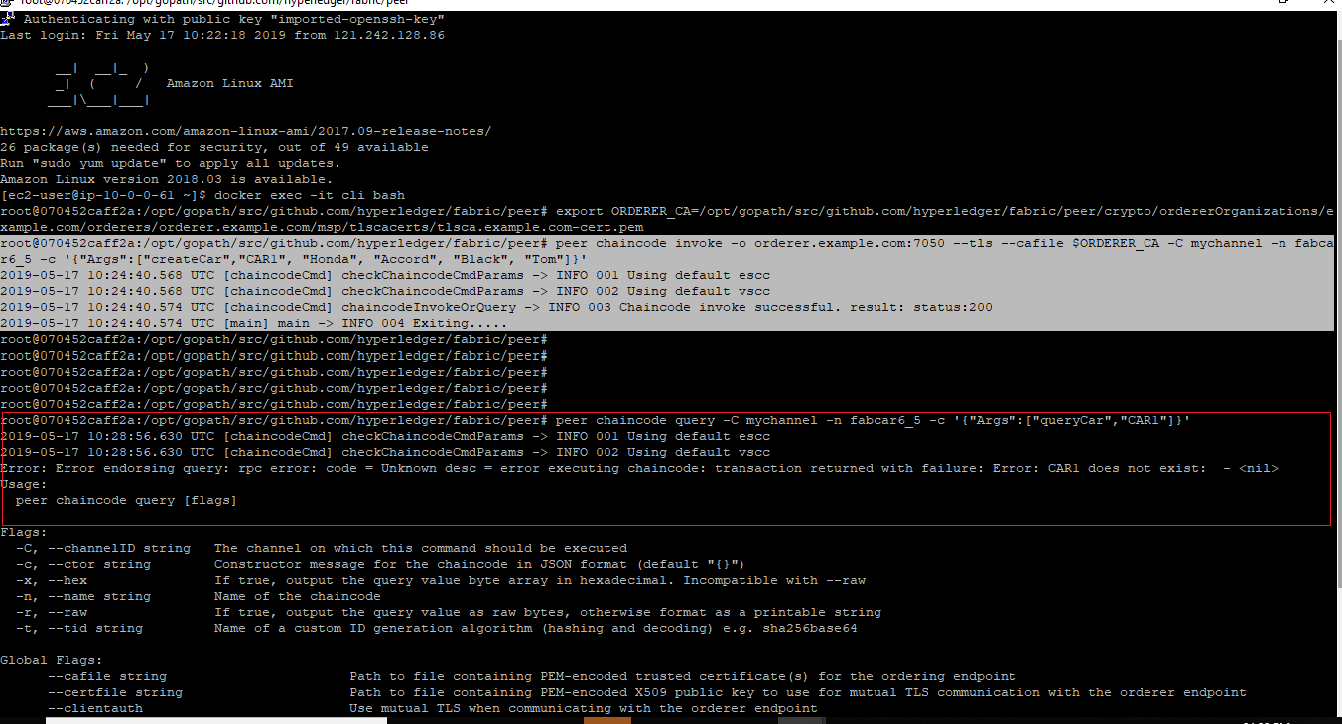 root@070452caff2a: /opt/gopath/src/github.com/hyperledger/fabric/peer
Authenticating with public key "imported-openssh-key"
Last login: Fri May 17 10:22:18 2019 from 121.242.128.86
__|  __|_  )
_|  (     /   Amazon Linux AMI
___|\___|___|
https://aws.amazon.com/amazon-linux-ami/2017.09-release-notes/
26 package(s) needed for security, out of 49 available
Run "sudo yum update" to apply all updates.
Amazon Linux version 2018.03 is available.
[ec2-user@ip-10-0-0-61 ~]$ docker exec -it cli bash
root@070452caff2a:/opt/gopath/src/github.com/hyperledger/fabric/peer# export ORDERER_CA=/opt/gopath/src/github.com/hyperledger/fabric/peer/crypto/ordererOrganizations/e
xample.com/orderers/orderer.example.com/msp/tlscacerts/tlsca.example.com-cert.pem
root@070452caff2a:/opt/gopath/src/github.com/hyperledger/fabric/peer# peer chaincode invoke -o orderer.example.com:7050 --tls --cafile $ORDERER_CA -C mychannel -n fabca
r6_5 -c '{"Args":["createCar","CAR1", "Honda", "Accord", "Black", "Tom"]}'
2019-05-17 10:24:40.568 UTC [chaincodeCmd] checkChaincodeCmdParams -> INFO 001 Using default escc
2019-05-17 10:24:40.568 UTC [chaincodeCmd] checkChaincodeCmdParams -> INFO 002 Using default vscc
2019-05-17 10:24:40.574 UTC [chaincodeCmd] chaincodeInvokeOrQuery -> INFO 003 Chaincode invoke successful. result: status:200
2019-05-17 10:24:40.574 UTC [main] main -> INFO 004 Exiting.....
root@070452caff2a:/opt/gopath/src/github.com/hyperledger/fabric/peer#
root@070452caff2a:/opt/gopath/src/github.com/hyperledger/fabric/peer#
root@070452caff2a:/opt/gopath/src/github.com/hyperledger/fabric/peer#
root@070452caff2a:/opt/gopath/src/github.com/hyperledger/fabric/peer#
root@070452caff2a:/opt/gopath/src/github.com/hyperledger/fabric/peer#
root@070452caff2a:/opt/gopath/src/github.com/hyperledger/fabric/peer# peer chaincode query -C mychannel -n fabcar6_5 -c '{"Args":["queryCar","CAR1"]}'
2019-05-17 10:28:56.630 UTC [chaincodeCmd] checkChaincodeCmdParams -> INFO 001 Using default escc
2019-05-17 10:28:56.630 UTC [chaincodeCmd] checkChaincodeCmdParams -> INFO 002 Using default vscc
Error: Error endorsing query: rpc error: code = Unknown desc = error executing chaincode: transaction returned with failure: Error: CAR1 does not exist:  - <nil>
Usage:
peer chaincode query [flags]
Flags:
-C, --channelID string   The channel on which this command should be executed
-c, --ctor string        Constructor message for the chaincode in JSON format (default "{}")
-x, --hex                If true, output the query value byte array in hexadecimal. Incompatible with --raw
-n, --name string        Name of the chaincode
-r, --raw                If true, output the query value as raw bytes, otherwise format as a printable string
-t, --tid string         Name of a custom ID generation algorithm (hashing and decoding) e.g. sha256base64
Global Flags:
--cafile string                       Path to file containing PEM-encoded trusted certificate(s) for the ordering endpoint
--certfile string                     Path to file containing PEM-encoded X509 public key to use for mutual TLS communication with the orderer endpoint
--clientauth                          Use mutual TLS when communicating with the orderer endpoint